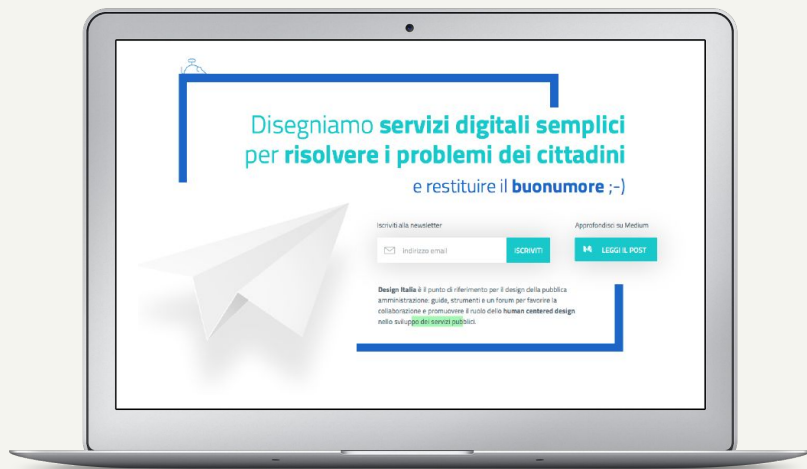 Disegniamo servizi digitali semplici
per risolvere i problemi dei cittadini
e restituire il buonumore ;-)
Iscriviti alla newsletter
Indirizzo email
ISCRIVITI
Approfondisci su Medium
LEGGI IL POST
Design Italia è il punto di riferimento per il design della pubblica
amministrazione: guide, strumenti e un forum per favorire la
collaborazione e promuovere il ruolo dello human centered design
nello sviluppo dei servizi pubblici.